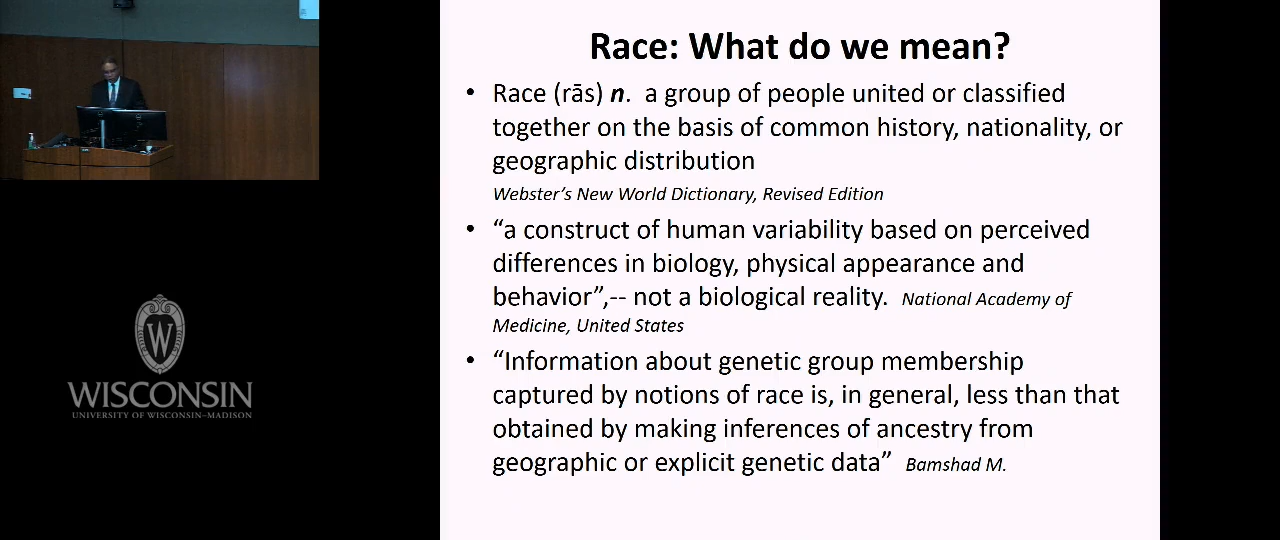 Race: What do we mean?
• Race (rās) n. a group of people united or classified
together on the basis of common history, nationality, or
geographic distribution
Webster’s New World Dictionary, Revised Edition
• “a construct of human variability based on perceived
differences in biology, physical appearance and
behavior”,-- not a biological reality. National Academy of
Medicine, United States
• “Information about genetic group membership
captured by notions of race is, in general, less than that
obtained by making inferences of ancestry from
geographic or explicit genetic data” Bamshad M.
W
WISCONSIN
UNIVERSITY OF WISCONSIN–MADISON